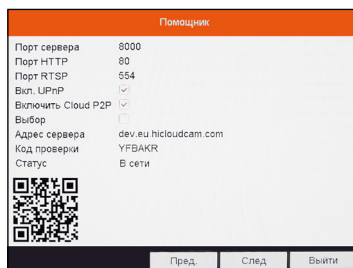 Помощник
Порт сервера 8000
Порт HTTP 80
Порт RTSP 554
Вкл. UPnP
Включить Cloud P2P
Выбор
Адрес сервера dev.eu.hicloudcam.com
Код проверки YFBAKR
Статус В сети
Пред. След Выйти